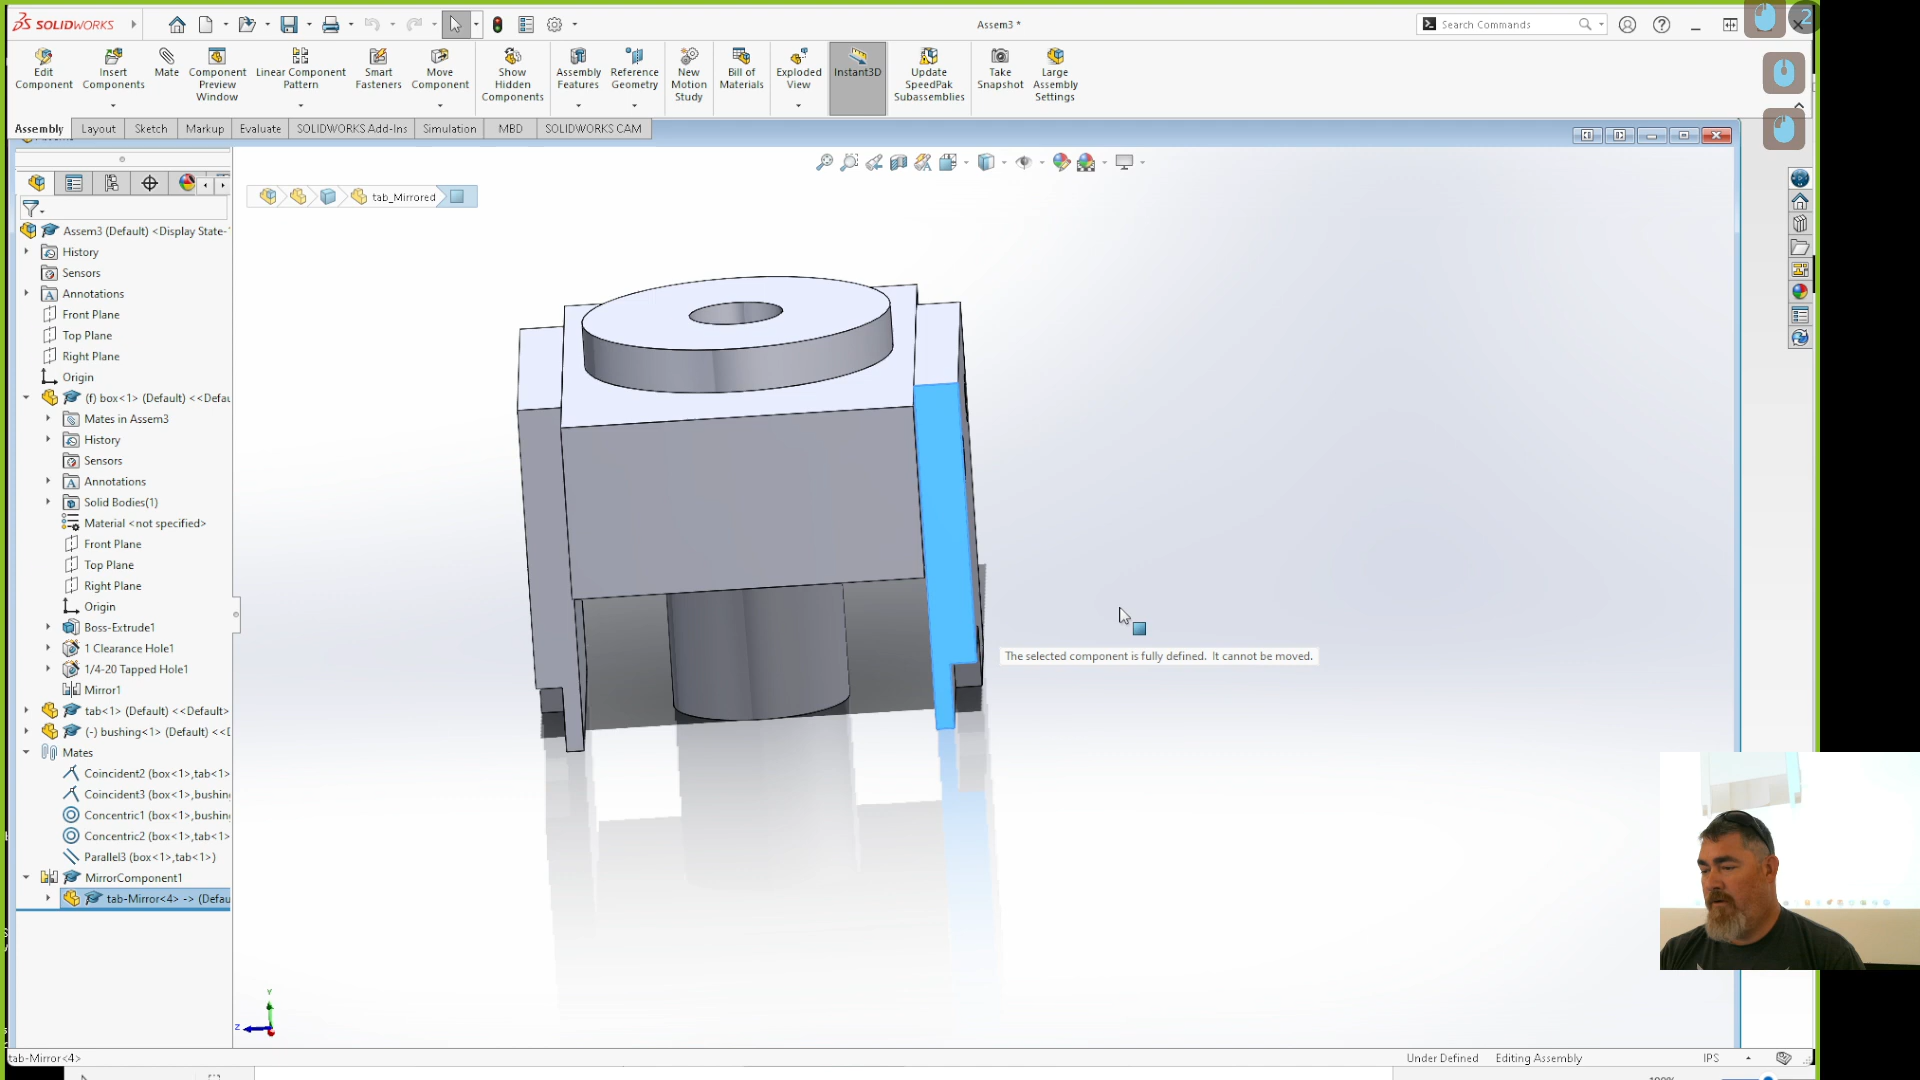 SOLIDWORKS
Assem3 *
Search Commands
2
Edit Component
Insert Components
Mate
Component Preview Window
Linear Component Pattern
Smart Fasteners
Move Component
Show Hidden Components
Assembly Features
Reference Geometry
New Motion Study
Bill of Materials
Exploded View
Instant3D
Update SpeedPak Subassemblies
Take Snapshot
Large Assembly Settings
Assembly
Layout
Sketch
Markup
Evaluate
SOLIDWORKS Add-Ins
Simulation
MBD
SOLIDWORKS CAM
tab_Mirrored
Assem3 (Default) <Display State-
History
Sensors
Annotations
Front Plane
Top Plane
Right Plane
Origin
(f) box<1> (Default) <<Defau
Mates in Assem3
History
Sensors
Annotations
Solid Bodies(1)
Material <not specified>
Front Plane
Top Plane
Right Plane
Origin
Boss-Extrude1
1 Clearance Hole1
1/4-20 Tapped Hole1
Mirror1
tab<1> (Default) <<Default>
(-) bushing<1> (Default) <<D
Mates
Coincident2 (box<1>,tab<1>)
Coincident3 (box<1>,bushin
Concentric1 (box<1>,bushin
Concentric2 (box<1>,tab<1>
Parallel3 (box<1>,tab<1>)
MirrorComponent1
tab-Mirror<4> -> (Defau
The selected component is fully defined. It cannot be moved.
Y
Z
tab-Mirror<4>
Under Defined
Editing Assembly
IPS